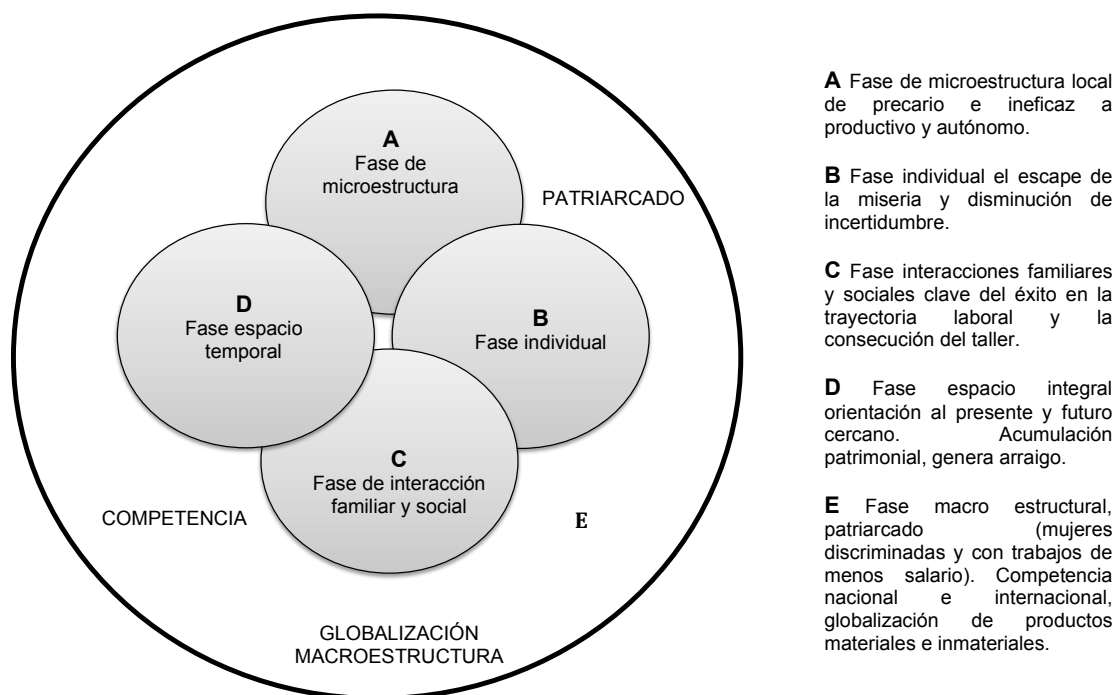 A
Fase de
microestructura
PATRIARCADO
D
Fase espacio
temporal
B
Fase individual
C
Fase de interacción
familiar y social
COMPETENCIA
E
GLOBALIZACIÓN
MACROESTRUCTURA
A Fase de microestructura local
de precario e ineficaz a
productivo y autónomo.
B Fase individual el escape de
la miseria y disminución de
incertidumbre.
C Fase interacciones familiares
y sociales clave del éxito en la
trayectoria laboral y la
consecución del taller.
D Fase espacio integral
orientación al presente y futuro
cercano. Acumulación
patrimonial, genera arraigo.
E Fase macro estructural,
patriarcado (mujeres
discriminadas y con trabajos de
menos salario). Competencia
nacional e internacional,
globalización de productos
materiales e inmateriales.